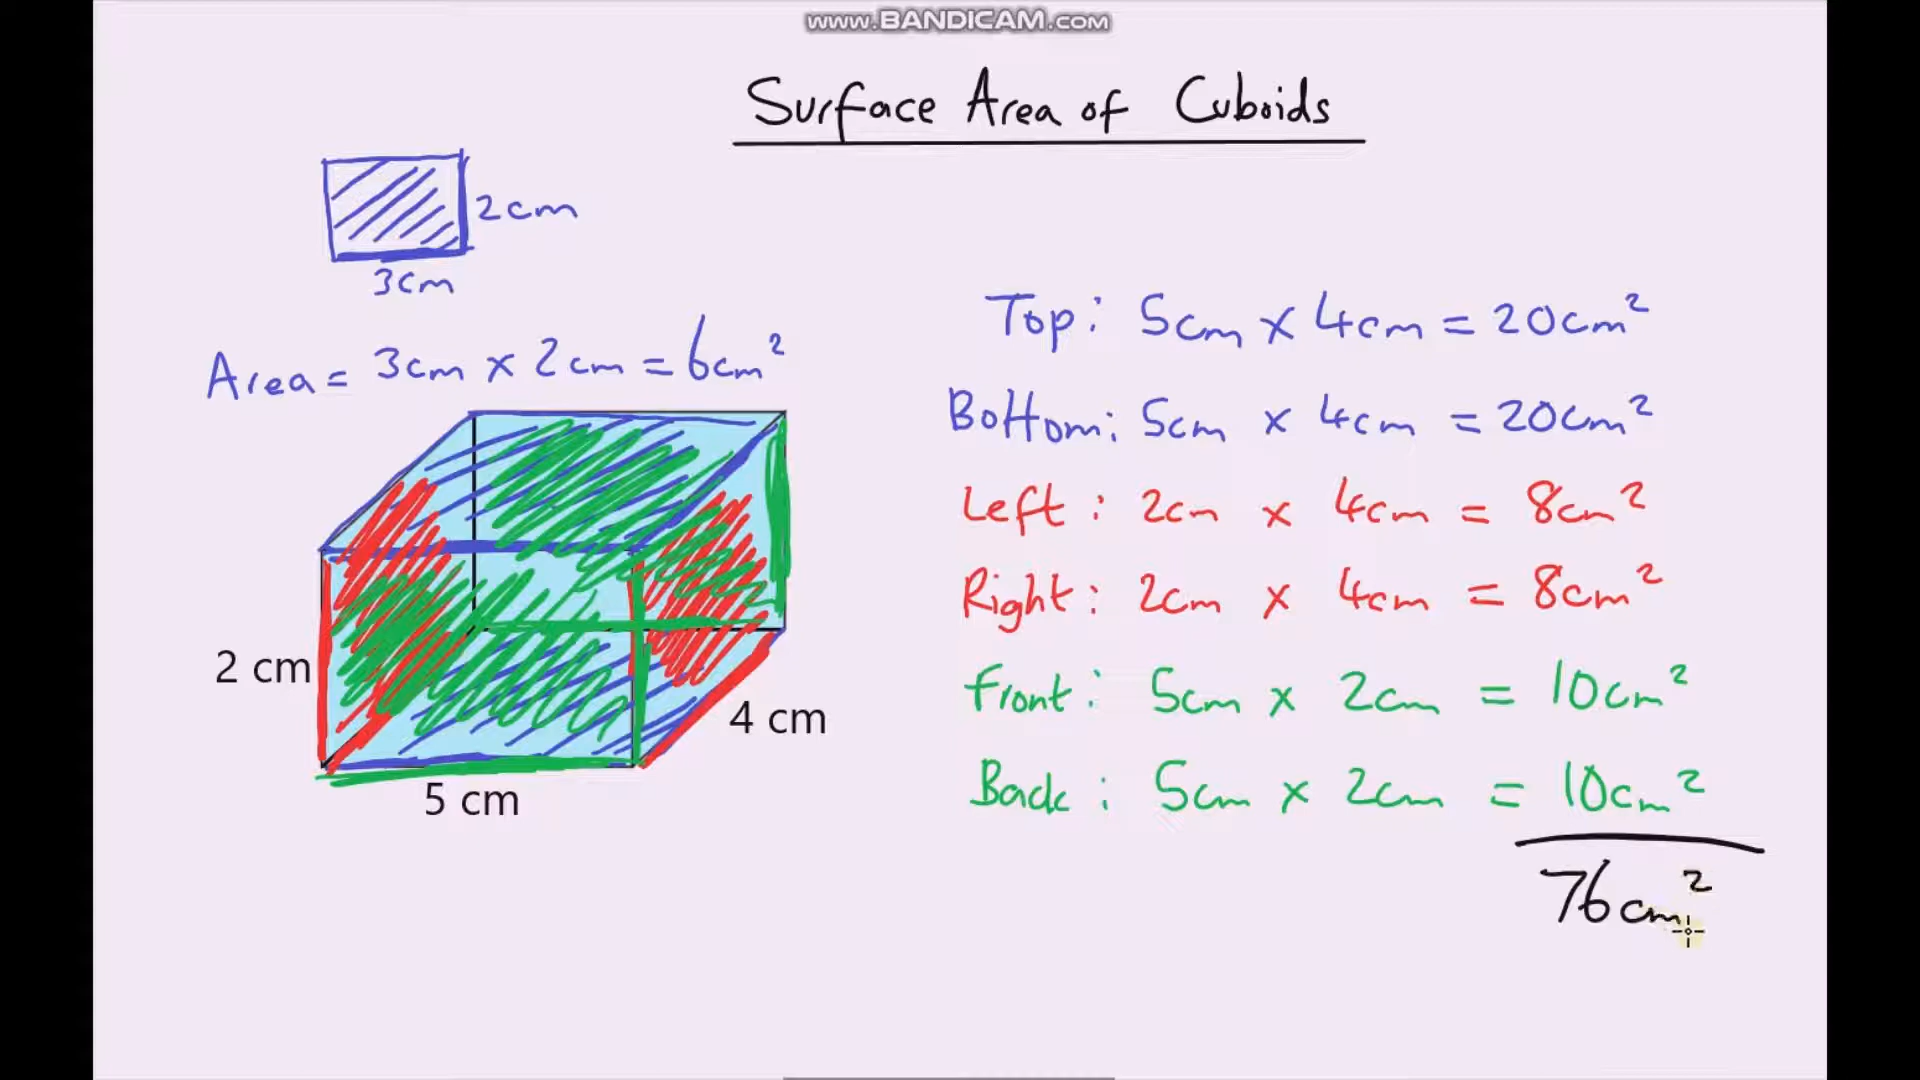 www.BANDICAM.com
Surface Area of Cuboids
2cm
3cm
Area = 3cm x 2cm = 6cm²
2 cm
4 cm
5 cm
Top: 5cm x 4cm = 20cm²
Bottom: 5cm x 4cm = 20cm²
Left: 2cm x 4cm = 8cm²
Right: 2cm x 4cm = 8cm²
Front: 5cm x 2cm = 10cm²
Back: 5cm x 2cm = 10cm²
76cm²